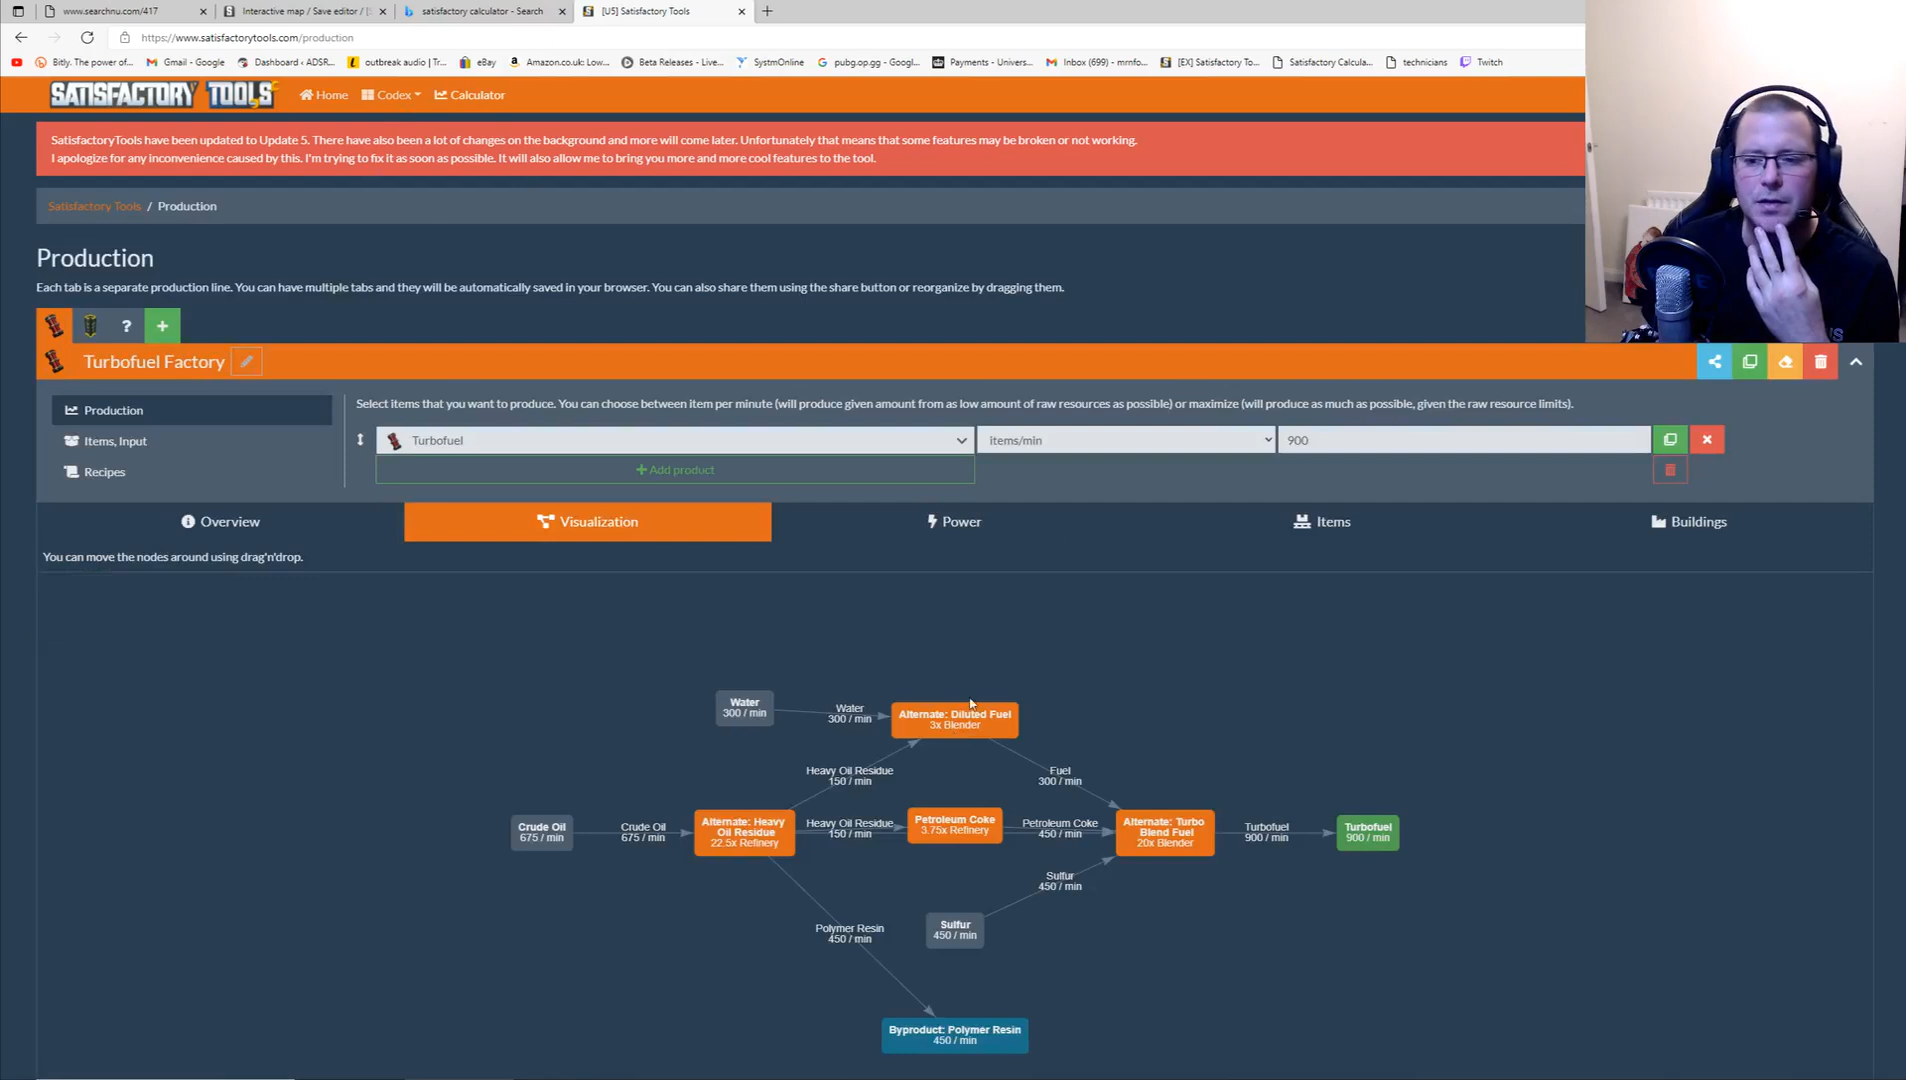 www.searchnu.com/417
Interactive map / Save editor / [S
satisfactory calculator - Search
[U5] Satisfactory Tools
https://www.satisfactorytools.com/production
Bitly. The power of...
Gmail - Google
Dashboard ‹ ADSR...
outbreak audio | Tr...
eBay
Amazon.co.uk: Low...
Beta Releases - Live...
SystmOnline
pubg.op.gg - Googl...
Payments - Univers...
Inbox (699) - mrnfo...
[EX] Satisfactory To...
Satisfactory Calcula...
technicians
Twitch
SATISFACTORY TOOLS
Home
Codex
Calculator
SatisfactoryTools have been updated to Update 5. There have also been a lot of changes on the background and more will come later. Unfortunately that means that some features may be broken or not working.
I apologize for any inconvenience caused by this. I'm trying to fix it as soon as possible. It will also allow me to bring you more and more cool features to the tool.
Satisfactory Tools / Production
Production
Each tab is a separate production line. You can have multiple tabs and they will be automatically saved in your browser. You can also share them using the share button or reorganize by dragging them.
? +
Turbofuel Factory
Production
Items, Input
Recipes
Select items that you want to produce. You can choose between item per minute (will produce given amount from as low amount of raw resources as possible) or maximize (will produce as much as possible, given the raw resource limits).
Turbofuel
items/min
900
+ Add product
Overview
Visualization
Power
Items
Buildings
You can move the nodes around using drag'n'drop.
Water
300 / min
Water
300 / min
Alternate: Diluted Fuel
3x Blender
Heavy Oil Residue
150 / min
Fuel
300 / min
Crude Oil
675 / min
Crude Oil
675 / min
Alternate: Heavy
Oil Residue
22.5x Refinery
Heavy Oil Residue
150 / min
Petroleum Coke
3.75x Refinery
Petroleum Coke
450 / min
Alternate: Turbo
Blend Fuel
20x Blender
Turbofuel
900 / min
Turbofuel
900 / min
Sulfur
450 / min
Sulfur
450 / min
Polymer Resin
450 / min
Byproduct: Polymer Resin
450 / min